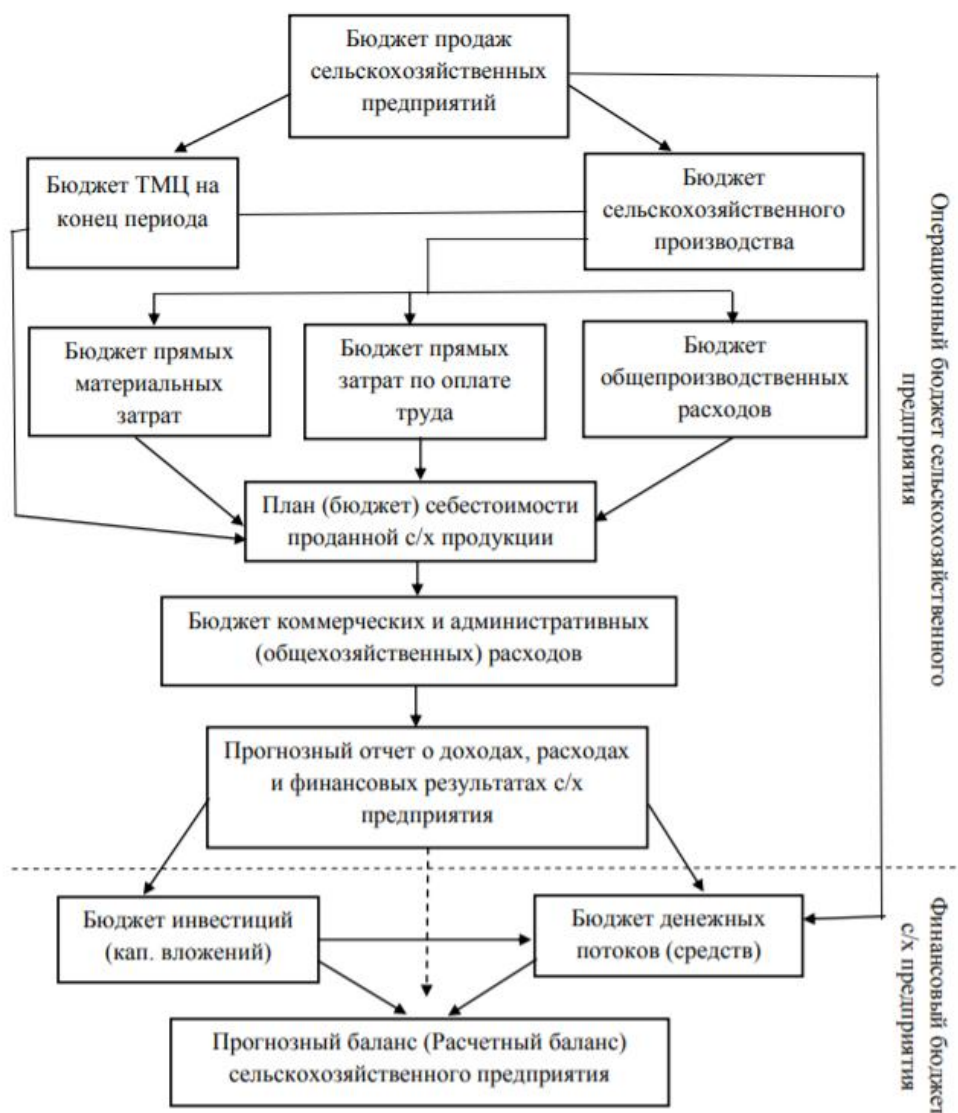 Бюджет продаж
сельскохозяйственных
предприятий
Бюджет ТМЦ на
конец периода
Бюджет
сельскохозяйственного
производства
Бюджет прямых
материальных
затрат
Бюджет прямых
затрат по оплате
труда
Бюджет
общепроизводственных
расходов
План (бюджет) себестоимости
проданной с/х продукции
Бюджет коммерческих и административных
(общехозяйственных) расходов
Прогнозный отчет о доходах, расходах
и финансовых результатах с/х
предприятия
Бюджет инвестиций
(кап. вложений)
Бюджет денежных
потоков (средств)
Прогнозный баланс (Расчетный баланс)
сельскохозяйственного предприятия
Операционный бюджет сельскохозяйственного
предприятия
Финансовый бюджет
с/х предприятия